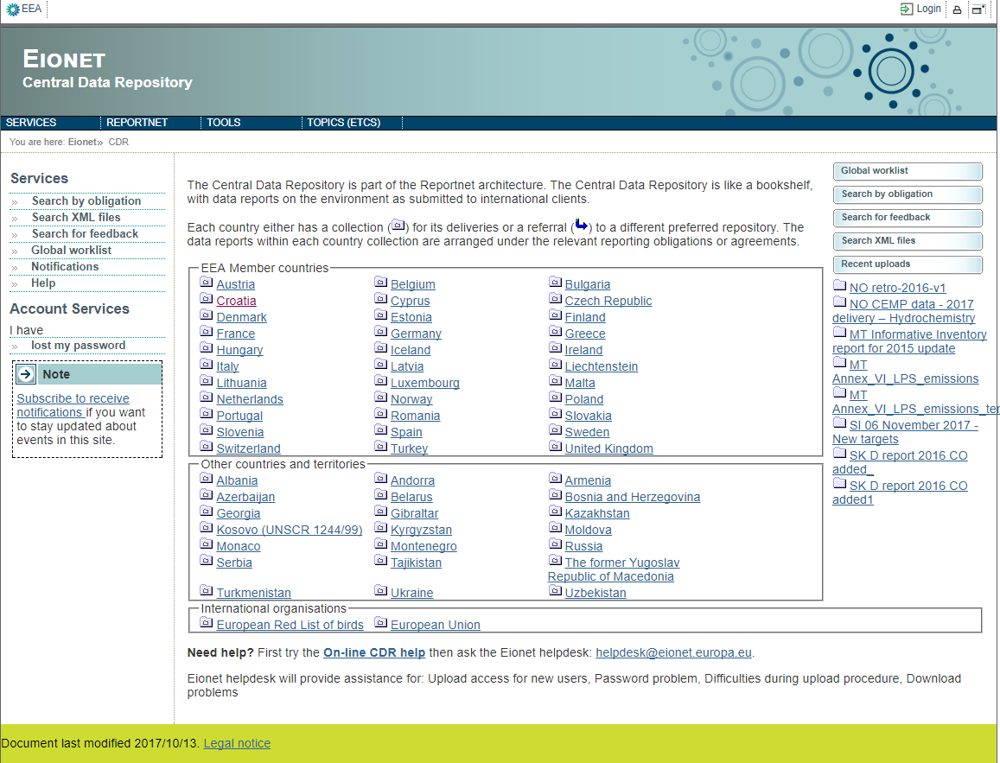 EEA
Login
EIONET
Central Data Repository
SERVICES REPORTNET TOOLS TOPICS (ETCS)
You are here: Eionet» CDR
Services
» Search by obligation
» Search XML files
» Search for feedback
» Global worklist
» Notifications
» Help
Account Services
I have
» lost my password
Note
Subscribe to receive
notifications if you want
to stay updated about
events in this site.
The Central Data Repository is part of the Reportnet architecture. The Central Data Repository is like a bookshelf,
with data reports on the environment as submitted to international clients.
Each country either has a collection ( ) for its deliveries or a referral ( ) to a different preferred repository. The
data reports within each country collection are arranged under the relevant reporting obligations or agreements.
EEA Member countries
Austria Belgium Bulgaria
Croatia Cyprus Czech Republic
Denmark Estonia Finland
France Germany Greece
Hungary Iceland Ireland
Italy Latvia Liechtenstein
Lithuania Luxembourg Malta
Netherlands Norway Poland
Portugal Romania Slovakia
Slovenia Spain Sweden
Switzerland Turkey United Kingdom
Other countries and territories
Albania Andorra Armenia
Azerbaijan Belarus Bosnia and Herzegovina
Georgia Gibraltar Kazakhstan
Kosovo (UNSCR 1244/99) Kyrgyzstan Moldova
Monaco Montenegro Russia
Serbia Tajikistan The former Yugoslav
Republic of Macedonia
Turkmenistan Ukraine Uzbekistan
International organisations
European Red List of birds European Union
Need help? First try the On-line CDR help then ask the Eionet helpdesk: helpdesk@eionet.europa.eu.
Eionet helpdesk will provide assistance for: Upload access for new users, Password problem, Difficulties during upload procedure, Download
problems
Global worklist
Search by obligation
Search for feedback
Search XML files
Recent uploads
NO retro-2016-v1
NO CEMP data - 2017
delivery – Hydrochemistry
MT Informative Inventory
report for 2015 update
MT
Annex_VI_LPS_emissions
MT
Annex_VI_LPS_emissions_ter
SI 06 November 2017 -
New targets
SK D report 2016 CO
added_
SK D report 2016 CO
added1
Document last modified 2017/10/13. Legal notice